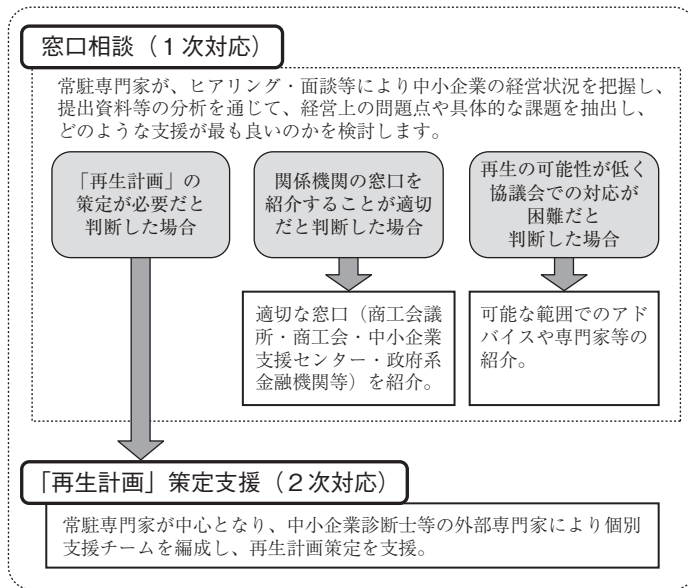 窓口相談（１次対応）
常駐専門家が、ヒアリング・面談等により中小企業の経営状況を把握し、
提出資料等の分析を通じて、経営上の問題点や具体的な課題を抽出し、
どのような支援が最も良いのかを検討します。
「再生計画」の
策定が必要だと
判断した場合
関係機関の窓口を
紹介することが適切
だと判断した場合
再生の可能性が低く
協議会での対応が
困難だと
判断した場合
適切な窓口（商工会議
所・商工会・中小企業
支援センター・政府系
金融機関等）を紹介。
可能な範囲でのアド
バイスや専門家等の
紹介。
「再生計画」策定支援（２次対応）
常駐専門家が中心となり、中小企業診断士等の外部専門家により個別
支援チームを編成し、再生計画策定を支援。